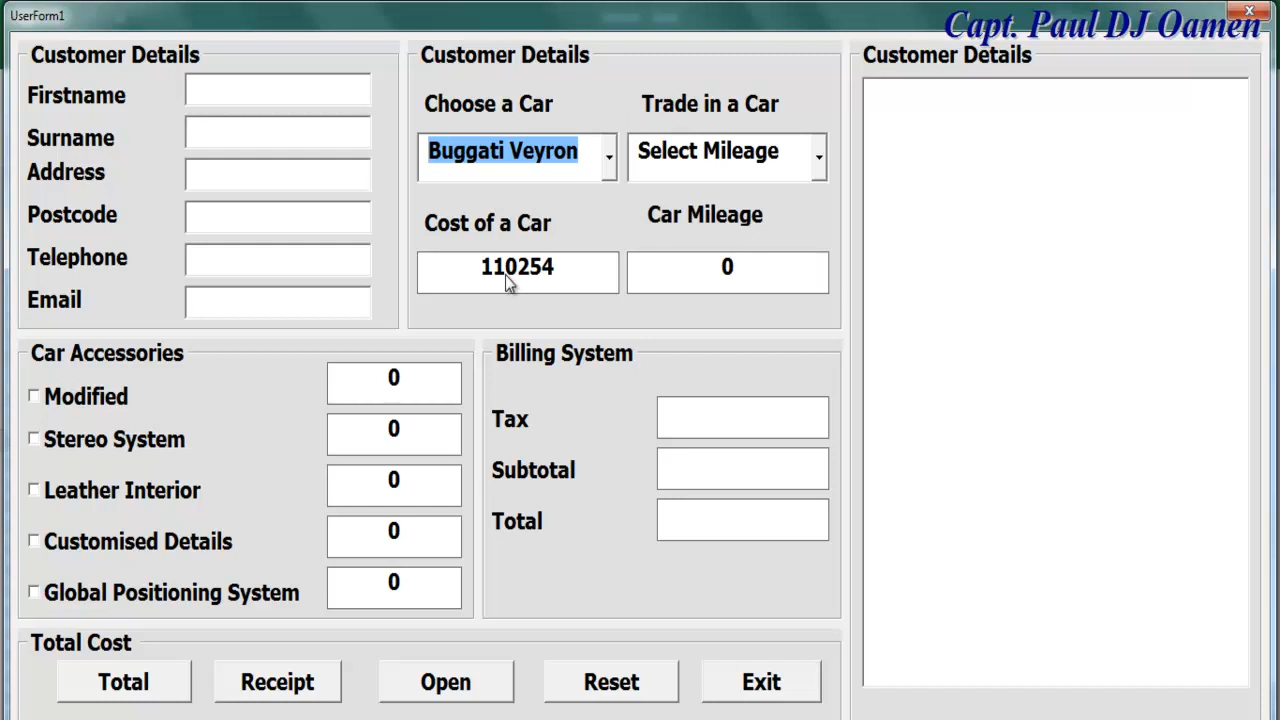 UserForm1
Capt. Paul DJ Oamen
Customer Details
Firstname
Surname
Address
Postcode
Telephone
Email
Customer Details
Choose a Car
Trade in a Car
Buggati Veyron
Select Mileage
Cost of a Car
Car Mileage
110254
0
Customer Details
Car Accessories
Modified
0
Stereo System
0
Leather Interior
0
Customised Details
0
Global Positioning System
0
Billing System
Tax
Subtotal
Total
Total Cost
Total
Receipt
Open
Reset
Exit